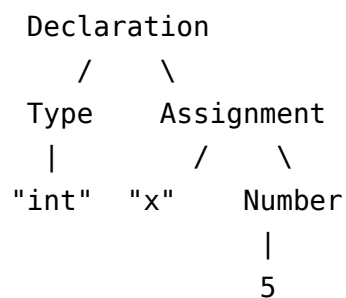 Declaration
/ \
Type Assignment
| / \
"int" "x" Number
|
5